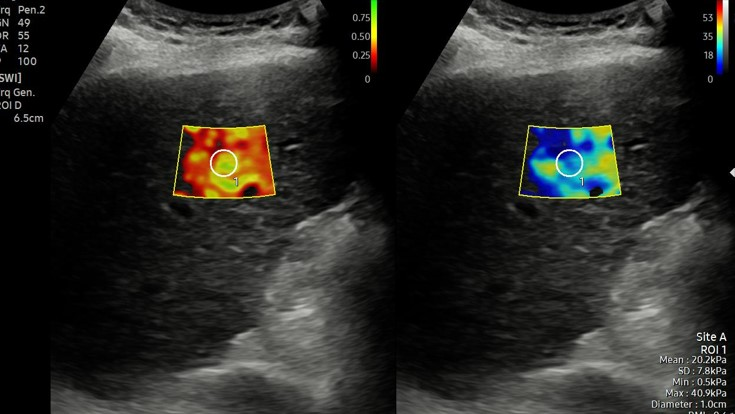 rq Pen.2
GN 49
DR 55
A 12
P 100
[SWI]
rq Gen.
ROI D
6.5cm
0.75
0.50
0.25
0
1
53
35
18
0
1
Site A
ROI 1
Mean : 20.2kPa
SD : 7.8kPa
Min : 0.5kPa
Max : 40.9kPa
Diameter : 1.0cm